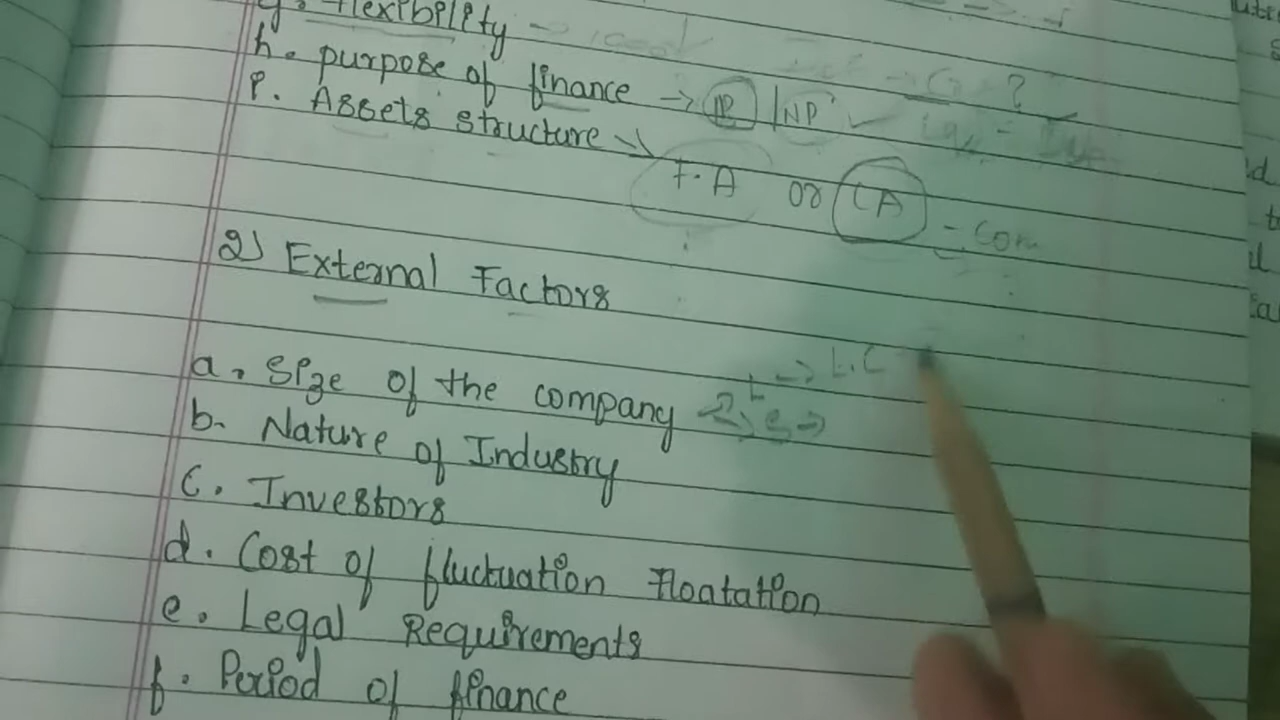 g. Flexibility →
h. purpose of finance → P | NP
i. Assets structure → F.A or CA - Com
2) External Factors
a. Size of the company L → L.C
S →
b. Nature of Industry
c. Investors
d. Cost of fluctuation Floatation
e. Legal Requirements
f. Period of finance